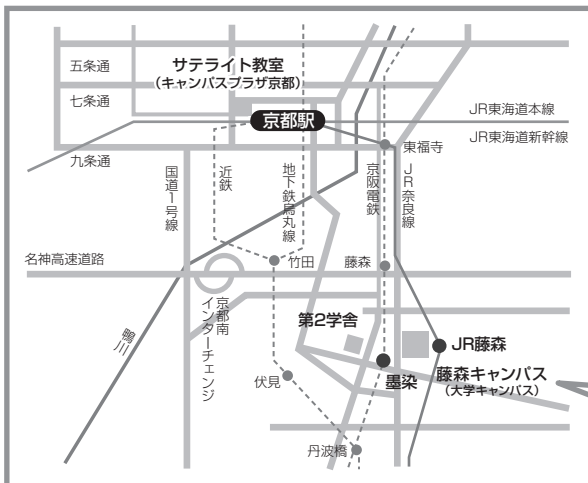 五条通
サテライト教室
（キャンパスプラザ京都）
七条通
京都駅
JR東海道本線
JR東海道新幹線
九条通
東福寺
国道1号線
近鉄
地下鉄烏丸線
京阪電鉄
JR奈良線
名神高速道路
竹田
藤森
京都南
インターチェンジ
鴨川
第2学舎
JR藤森
墨染
藤森キャンパス
（大学キャンパス）
伏見
丹波橋